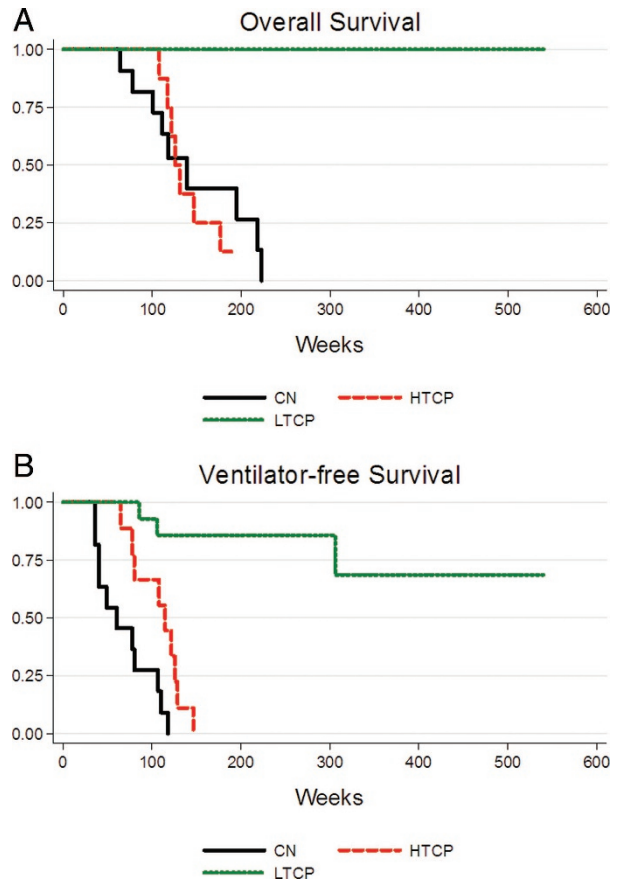 A
Overall Survival
1.00
0.75
0.50
0.25
0.00
0 100 200 300 400 500 600
Weeks
CN HTCP
LTCP
B
Ventilator-free Survival
1.00
0.75
0.50
0.25
0.00
0 100 200 300 400 500 600
Weeks
CN HTCP
LTCP